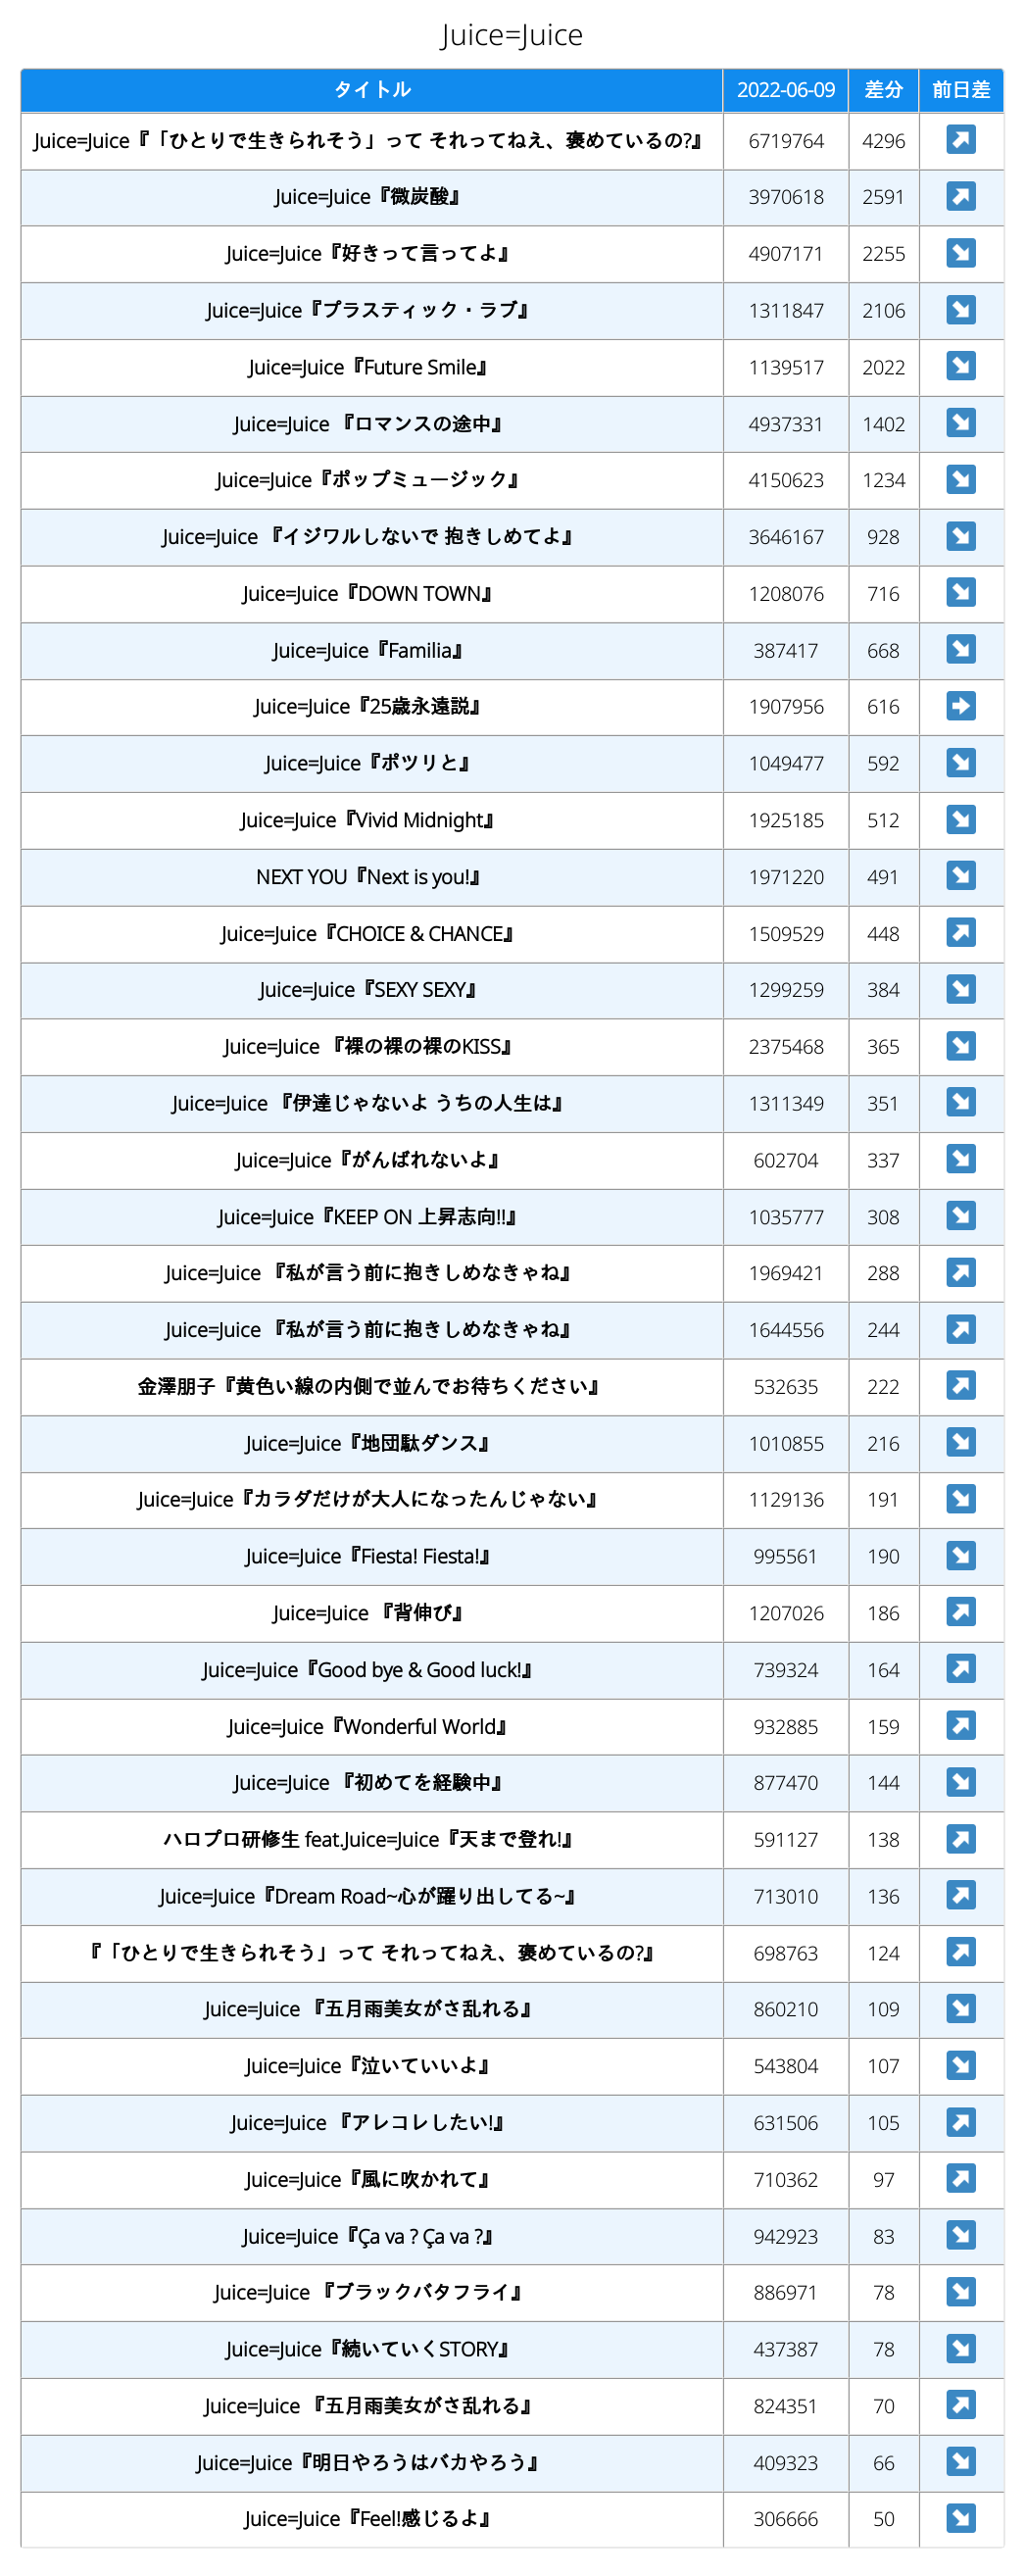 Juice=Juice
タイトル 2022-06-09 差分 前日差
Juice=Juice『「ひとりで生きられそう」って それってねえ、褒めているの?』 6719764 4296 ↗
Juice=Juice『微炭酸』 3970618 2591 ↗
Juice=Juice『好きって言ってよ』 4907171 2255 ↘
Juice=Juice『プラスティック・ラブ』 1311847 2106 ↘
Juice=Juice『Future Smile』 1139517 2022 ↘
Juice=Juice 『ロマンスの途中』 4937331 1402 ↘
Juice=Juice『ポップミュージック』 4150623 1234 ↘
Juice=Juice 『イジワルしないで 抱きしめてよ』 3646167 928 ↘
Juice=Juice『DOWN TOWN』 1208076 716 ↘
Juice=Juice『Familia』 387417 668 ↘
Juice=Juice『25歳永遠説』 1907956 616 ➡
Juice=Juice『ポツリと』 1049477 592 ↘
Juice=Juice『Vivid Midnight』 1925185 512 ↘
NEXT YOU『Next is you!』 1971220 491 ↘
Juice=Juice『CHOICE & CHANCE』 1509529 448 ↗
Juice=Juice『SEXY SEXY』 1299259 384 ↘
Juice=Juice 『裸の裸の裸のKISS』 2375468 365 ↘
Juice=Juice 『伊達じゃないよ うちの人生は』 1311349 351 ↘
Juice=Juice『がんばれないよ』 602704 337 ↘
Juice=Juice『KEEP ON 上昇志向!!』 1035777 308 ↘
Juice=Juice 『私が言う前に抱きしめなきゃね』 1969421 288 ↗
Juice=Juice 『私が言う前に抱きしめなきゃね』 1644556 244 ↗
金澤朋子『黄色い線の内側で並んでお待ちください』 532635 222 ↗
Juice=Juice『地団駄ダンス』 1010855 216 ↘
Juice=Juice『カラダだけが大人になったんじゃない』 1129136 191 ↘
Juice=Juice『Fiesta! Fiesta!』 995561 190 ↘
Juice=Juice 『背伸び』 1207026 186 ↗
Juice=Juice『Good bye & Good luck!』 739324 164 ↗
Juice=Juice『Wonderful World』 932885 159 ↗
Juice=Juice 『初めてを経験中』 877470 144 ↘
ハロプロ研修生 feat.Juice=Juice『天まで登れ!』 591127 138 ↗
Juice=Juice『Dream Road~心が躍り出してる~』 713010 136 ↗
『「ひとりで生きられそう」って それってねえ、褒めているの?』 698763 124 ↗
Juice=Juice 『五月雨美女がさ乱れる』 860210 109 ↘
Juice=Juice『泣いていいよ』 543804 107 ↘
Juice=Juice 『アレコレしたい!』 631506 105 ↗
Juice=Juice『風に吹かれて』 710362 97 ↗
Juice=Juice『Ça va ? Ça va ?』 942923 83 ↘
Juice=Juice 『ブラックバタフライ』 886971 78 ↘
Juice=Juice『続いていくSTORY』 437387 78 ↘
Juice=Juice 『五月雨美女がさ乱れる』 824351 70 ↗
Juice=Juice『明日やろうはバカやろう』 409323 66 ↘
Juice=Juice『Feel!感じるよ』 306666 50 ↘